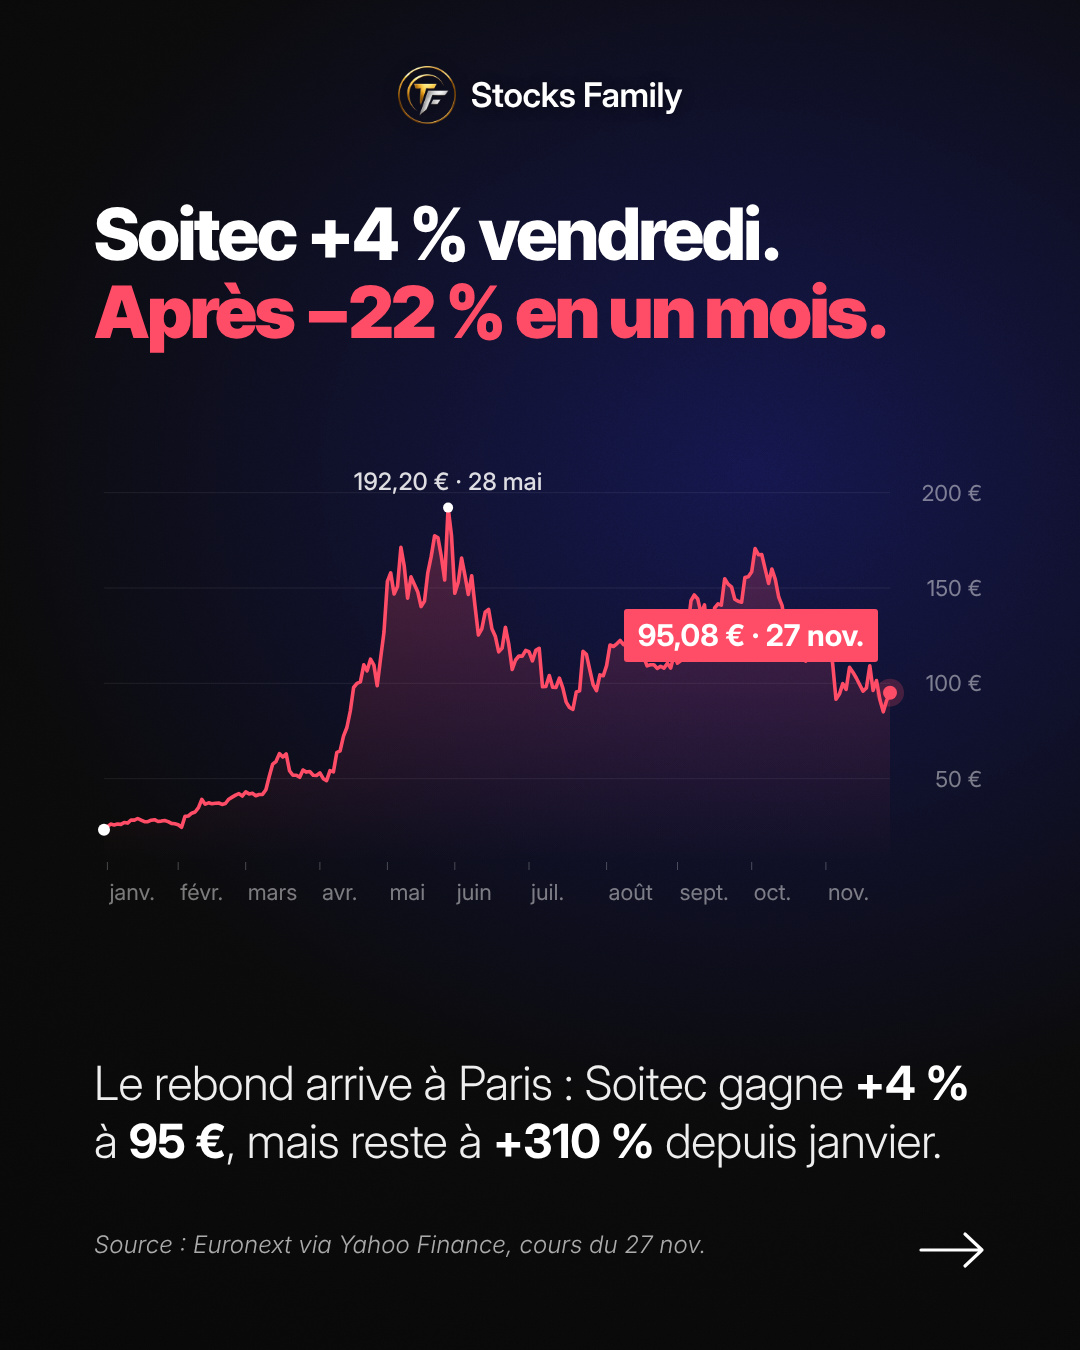 TF
Stocks Family
Soitec +4 % vendredi.
Après −22 % en un mois.
192,20 € · 28 mai
200 €
150 €
95,08 € · 27 nov.
100 €
50 €
janv. févr. mars avr. mai juin juil. août sept. oct. nov.
Le rebond arrive à Paris : Soitec gagne +4 %
à 95 €, mais reste à +310 % depuis janvier.
Source : Euronext via Yahoo Finance, cours du 27 nov.